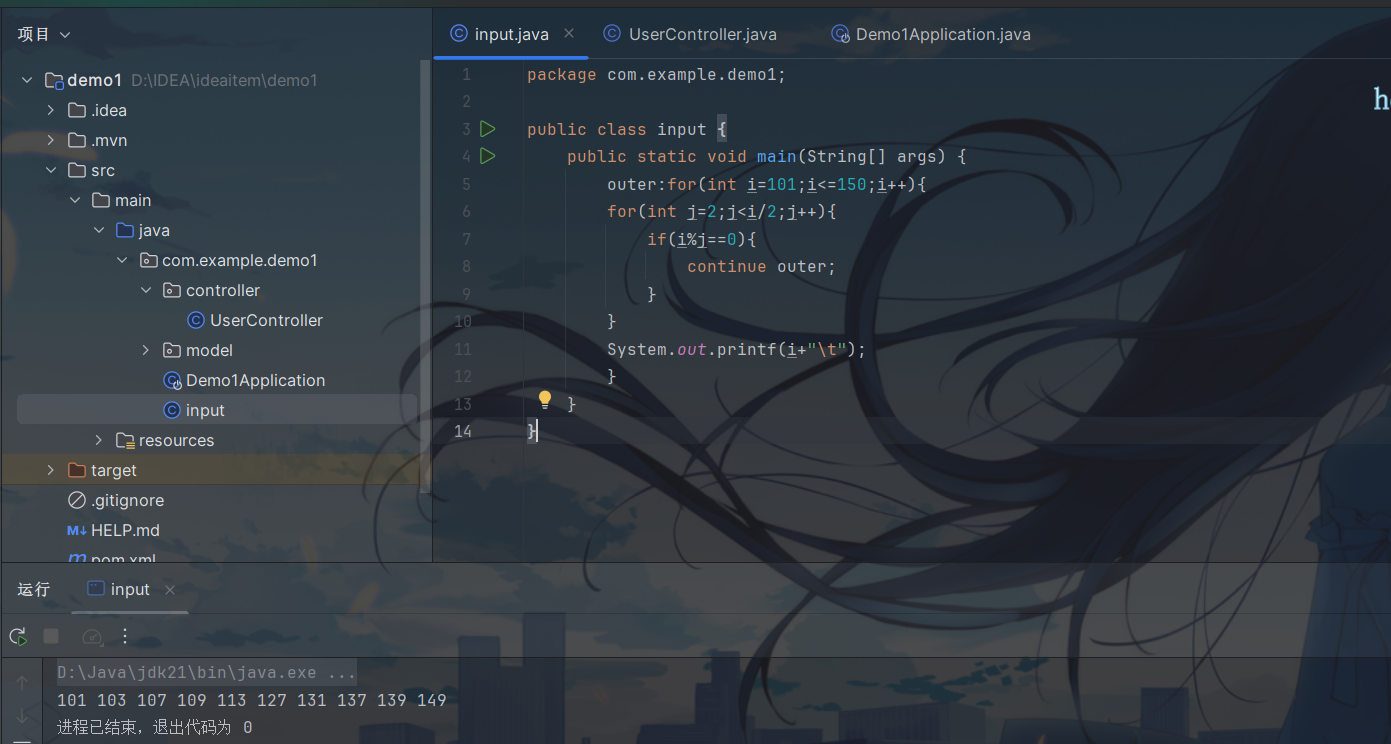 项目
demo1 D:\IDEA\ideaitem\demo1
.idea
.mvn
src
main
java
com.example.demo1
controller
UserController
model
Demo1Application
input
resources
target
.gitignore
HELP.md
pom.xml
input.java UserController.java Demo1Application.java
1 package com.example.demo1;
2
3 public class input {
4 public static void main(String[] args) {
5 outer:for(int i=101;i<=150;i++){
6 for(int j=2;j<i/2;j++){
7 if(i%j==0){
8 continue outer;
9 }
10 }
11 System.out.printf(i+"\t");
12 }
13 }
14 }
运行 input
D:\Java\jdk21\bin\java.exe ...
101 103 107 109 113 127 131 137 139 149
进程已结束，退出代码为 0